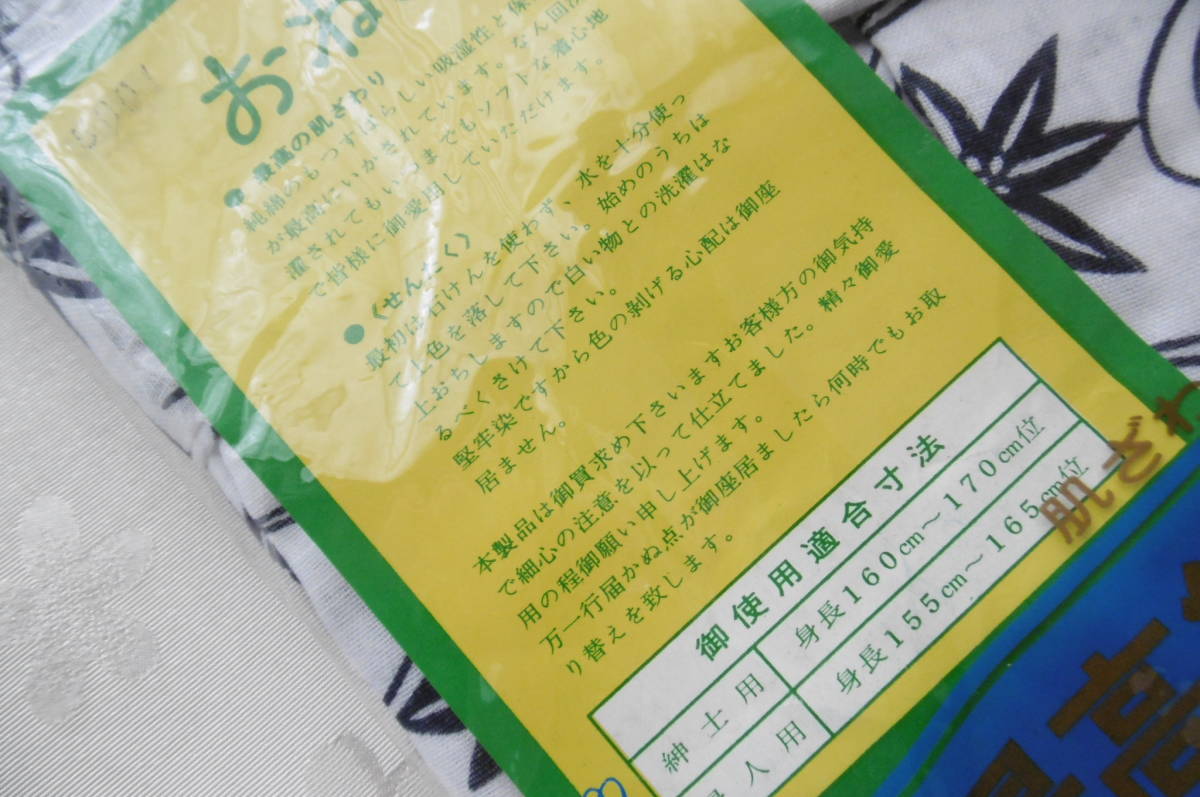 おね
● 最高の肌ざわり
純綿のもつすばらしい吸湿性と保
が最高にいかされています。なん回洗
濯されてもいつまでもソフトな着心地
で皆様に御愛用していただけます。
● 《せんたく》
最初は石けんを使わず、水を十分使っ
て上色を落して下さい。始めのうちは
上おちしますので白い物との洗濯はな
るべくさけて下さい。
堅牢染ですから色の剥げる心配は御座
居ません。
本製品は御買求め下さいますお客様方の御気持
で細心の注意を以って仕立てました。精々御愛
用の程御願い申し上げます。
万一行届かぬ点が御座居ましたら何時でもお取
り替えを致します。
御使用適合寸法
紳士用 身長160cm～170cm位
人用 身長155cm～165cm位
肌ざわ
最高